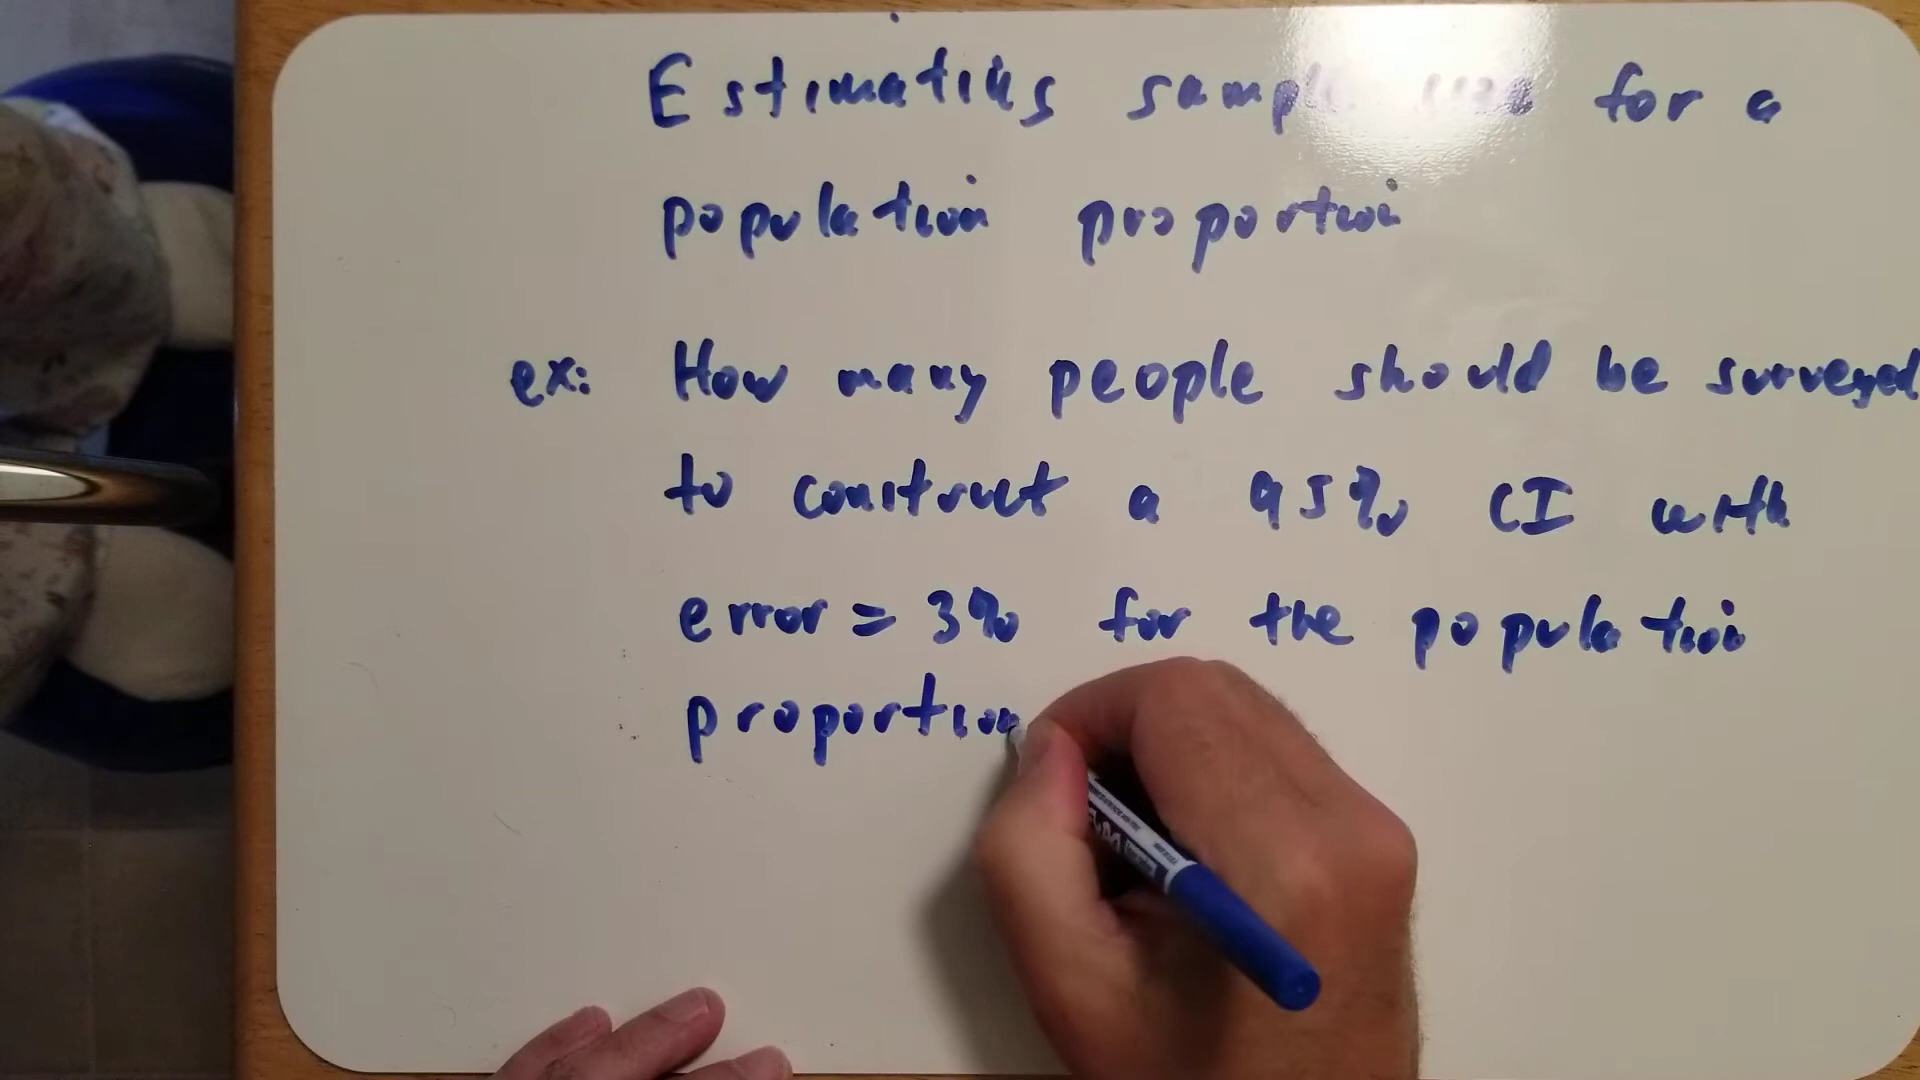 Estimating sample size for a
population proportion
ex: How many people should be surveyed
to construct a 95% CI with
error = 3% for the population
proportion